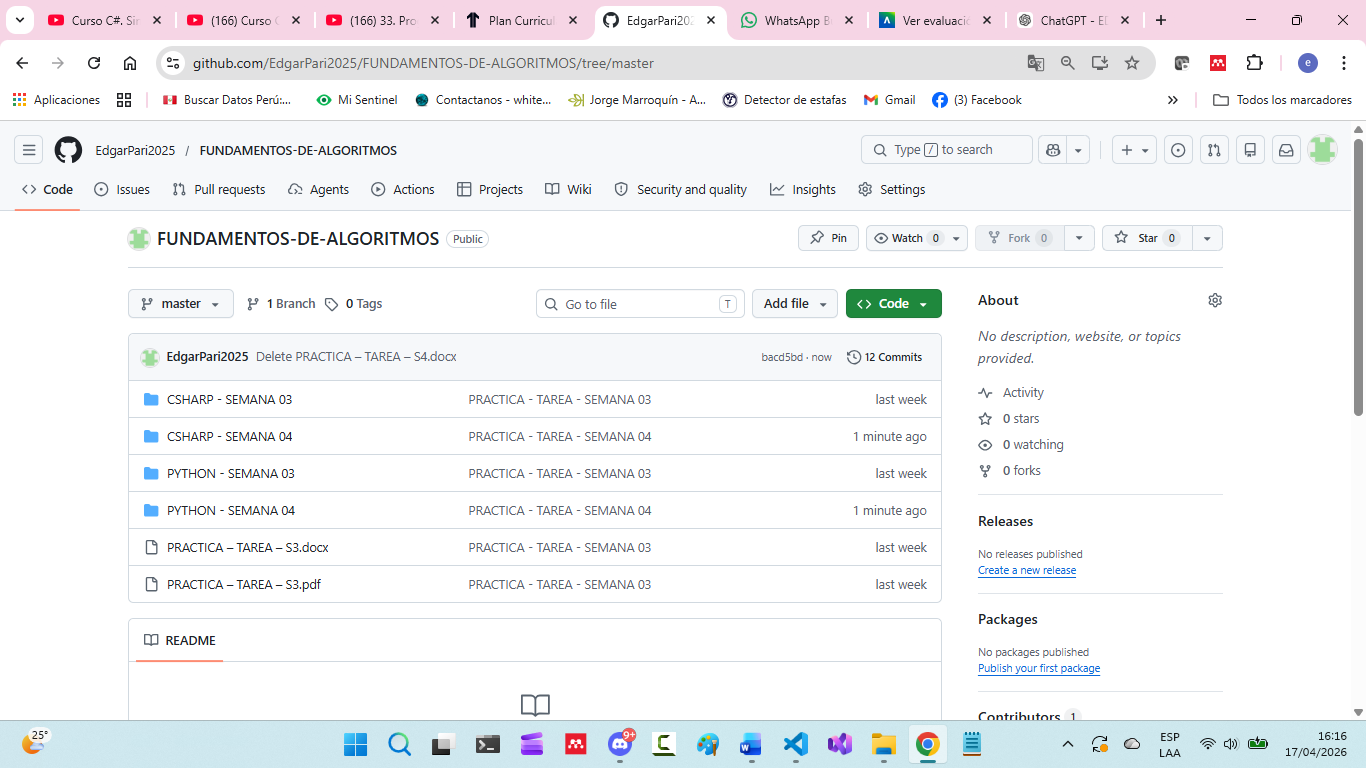 Curso C#. Sin
(166) Curso C
(166) 33. Pro
Plan Curricul
EdgarPari202
WhatsApp B
Ver evaluaci
ChatGPT - E
github.com/EdgarPari2025/FUNDAMENTOS-DE-ALGORITMOS/tree/master
e
Aplicaciones
Buscar Datos Perú:...
Mi Sentinel
Contactanos - white...
Jorge Marroquín - A...
Detector de estafas
Gmail
(3) Facebook
Todos los marcadores
EdgarPari2025 / FUNDAMENTOS-DE-ALGORITMOS
Type / to search
Code
Issues
Pull requests
Agents
Actions
Projects
Wiki
Security and quality
Insights
Settings
FUNDAMENTOS-DE-ALGORITMOS Public
Pin
Watch 0
Fork 0
Star 0
master
1 Branch
0 Tags
Go to file T
Add file
Code
EdgarPari2025 Delete PRACTICA – TAREA – S4.docx bacd5bd · now 12 Commits
CSHARP - SEMANA 03 PRACTICA - TAREA - SEMANA 03 last week
CSHARP - SEMANA 04 PRACTICA - TAREA - SEMANA 04 1 minute ago
PYTHON - SEMANA 03 PRACTICA - TAREA - SEMANA 03 last week
PYTHON - SEMANA 04 PRACTICA - TAREA - SEMANA 04 1 minute ago
PRACTICA – TAREA – S3.docx PRACTICA - TAREA - SEMANA 03 last week
PRACTICA – TAREA – S3.pdf PRACTICA - TAREA - SEMANA 03 last week
README
About
No description, website, or topics
provided.
Activity
0 stars
0 watching
0 forks
Releases
No releases published
Create a new release
Packages
No packages published
Publish your first package
Contributors 1
25°
9+
ESP
LAA
16:16
17/04/2026